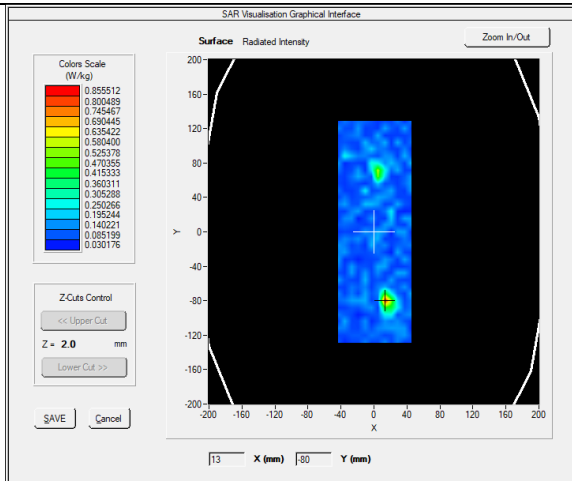 SAR Visualisation Graphical Interface
Surface Radiated Intensity
Zoom In/Out
Colors Scale
(W/kg)
0.855512
0.800489
0.745467
0.690445
0.635422
0.580400
0.525378
0.470355
0.415333
0.360311
0.305288
0.250266
0.195244
0.140221
0.085199
0.030176
Z-Cuts Control
<< Upper Cut
Z = 2.0 mm
Lower Cut >>
SAVE Cancel
200
160
120
80
40
0
-40
-80
-120
-160
-200
Y
-200 -160 -120 -80 -40 0 40 80 120 160 200
X
13 X (mm) -80 Y (mm)